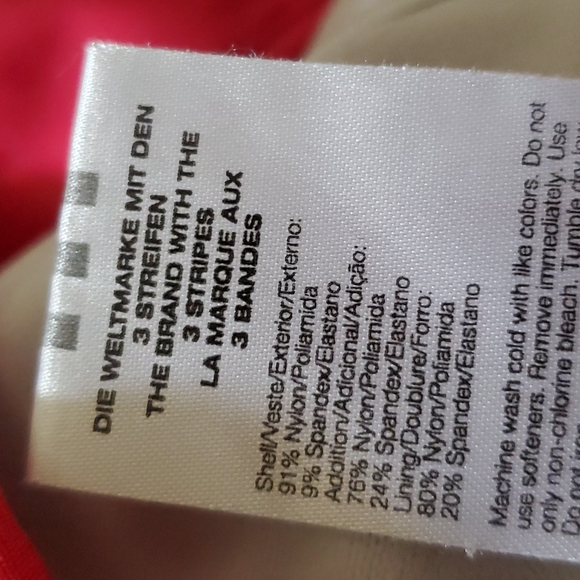 DIE WELTMARKE MIT DEN
3 STREIFEN
THE BRAND WITH THE
3 STRIPES
LA MARQUE AUX
3 BANDES
Shell/Veste/Exterior/Externo:
91% Nylon/Poliamida
9% Spandex/Elastano
Addition/Adicional/Adição:
76% Nylon/Poliamida
24% Spandex/Elastano
Lining/Doublure/Forro:
80% Nylon/Poliamida
20% Spandex/Elastano
Machine wash cold with like colors. Do not
use softeners. Remove immediately. Use
only non-chlorine bleach. Tumble
Do not